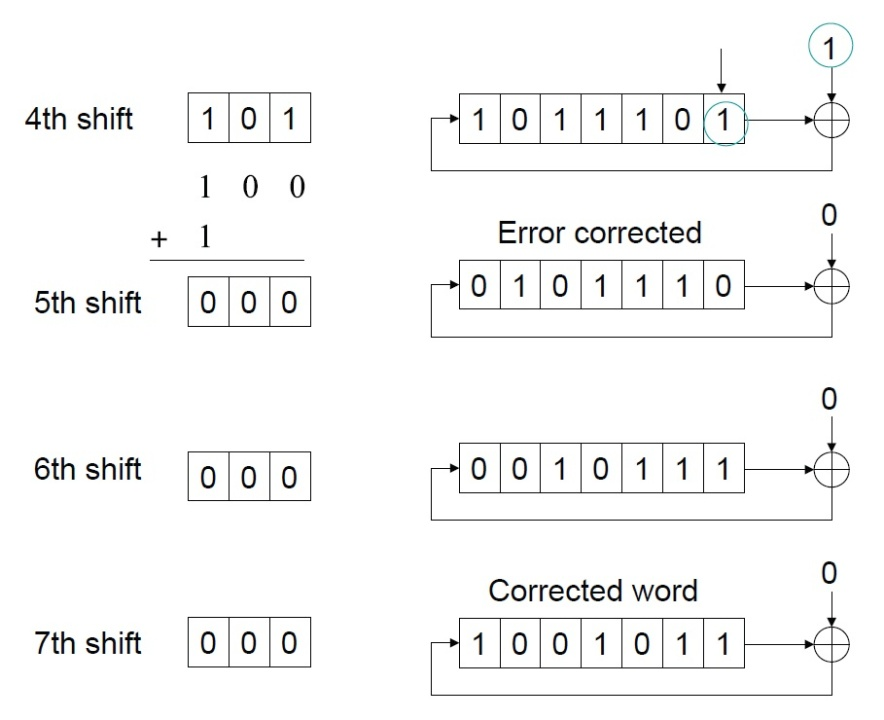 1
4th shift 1 0 1 1 0 1 1 1 0 1
1 0 0
+ 1
0
Error corrected
5th shift 0 0 0 0 1 0 1 1 1 0
0
6th shift 0 0 0 0 0 1 0 1 1 1
0
Corrected word
7th shift 0 0 0 1 0 0 1 0 1 1